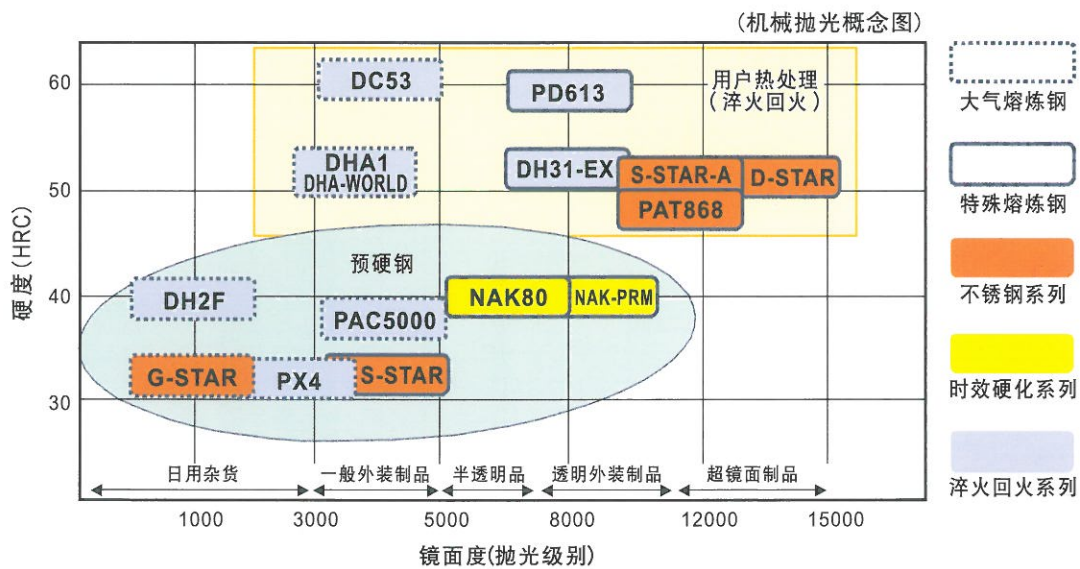 (机械抛光概念图)
硬度(HRC)
60
50
40
30
DC53
PD613
用户热处理
(淬火回火)
DHA1
DHA-WORLD
DH31-EX
S-STAR-A
D-STAR
PAT868
预硬钢
DH2F
PAC5000
NAK80
NAK-PRM
G-STAR
PX4
S-STAR
日用杂货
一般外装制品
半透明品
透明外装制品
超镜面制品
1000
3000
5000
8000
12000
15000
镜面度(抛光级别)
大气熔炼钢
特殊熔炼钢
不锈钢系列
时效硬化系列
淬火回火系列